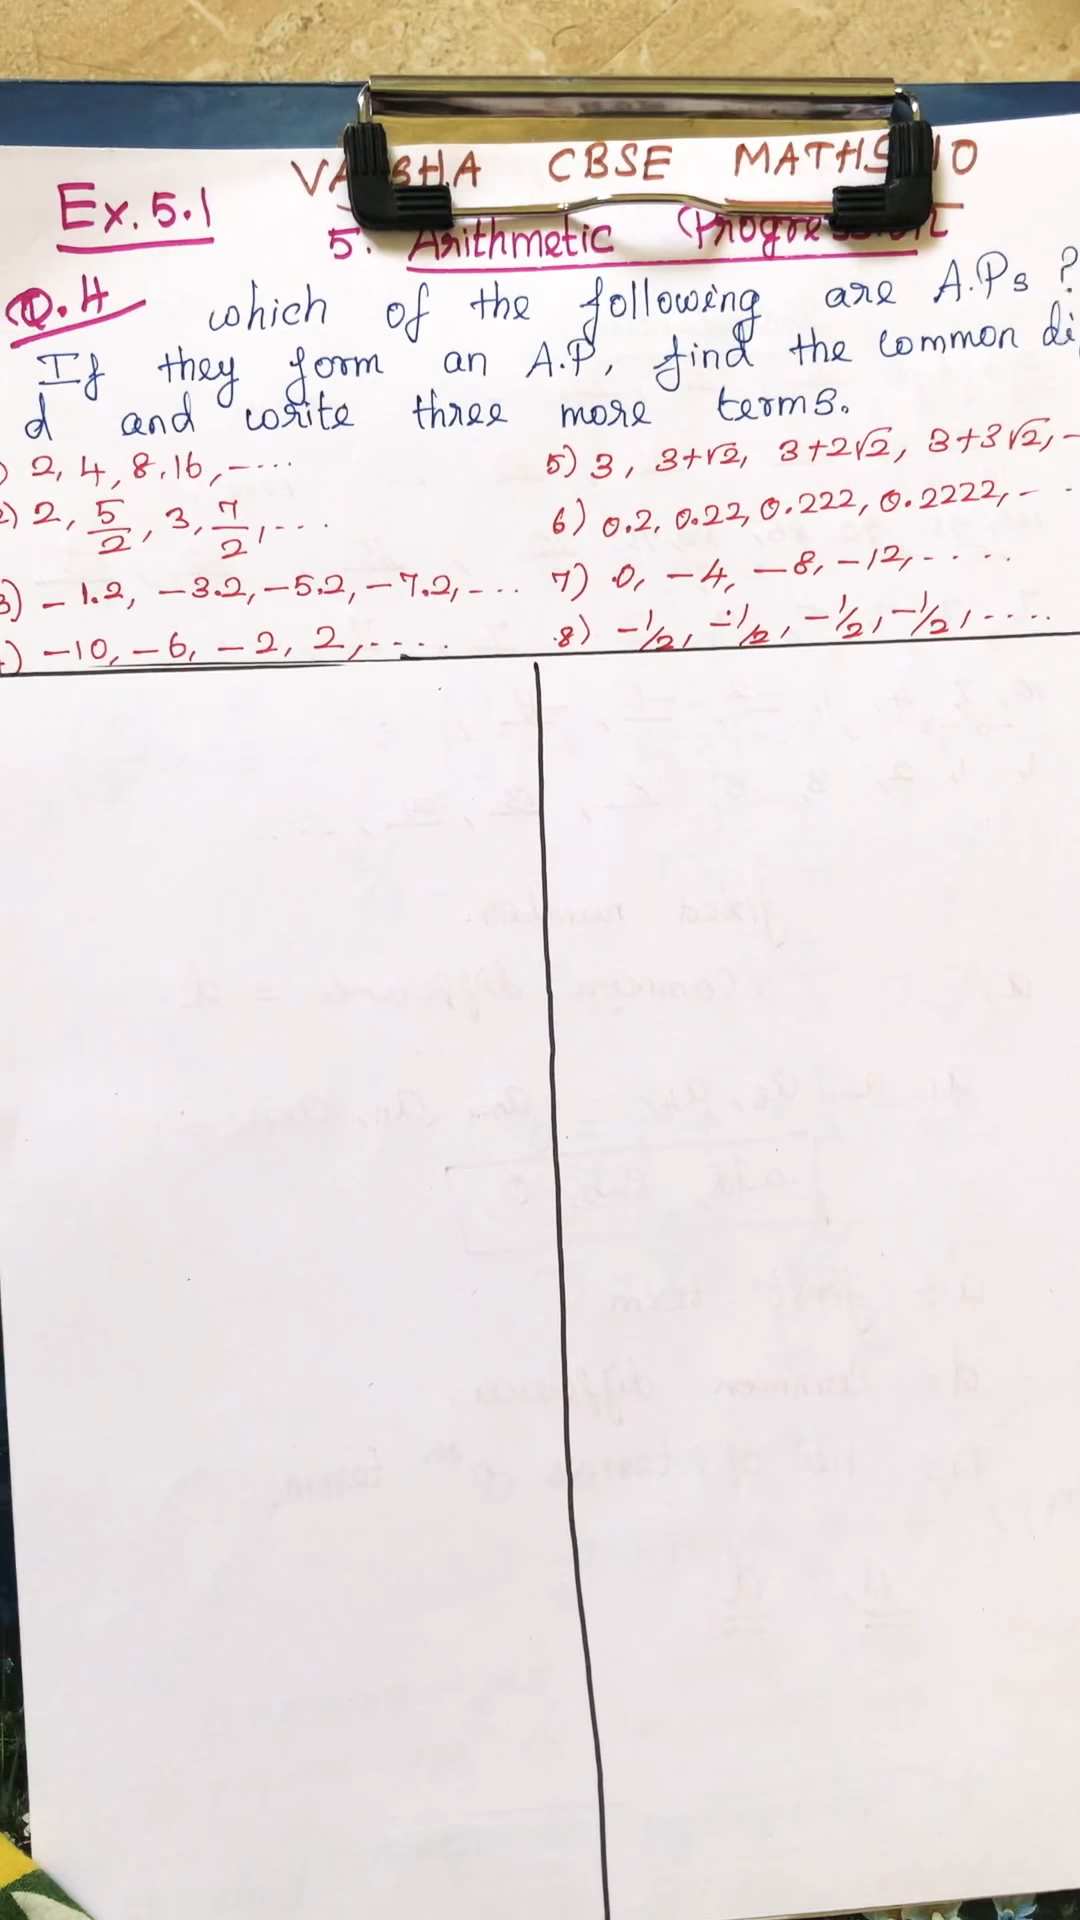 CBSE MATHS 10
Ex. 5.1
5. Arithmetic Progression
Q.4 which of the following are A.Ps ?
If they form an A.P, find the common
d and write three more terms.
) 2, 4, 8, 16, ....
2) 2, 5/2, 3, 7/2, ...
3) -1.2, -3.2, -5.2, -7.2, ...
) -10, -6, -2, 2, ....
5) 3, 3+√2, 3+2√2, 3+3√2, -
6) 0.2, 0.22, 0.222, 0.2222, - ..
7) 0, -4, -8, -12, .....
8) -1/2, -1/2, -1/2, -1/2, .....